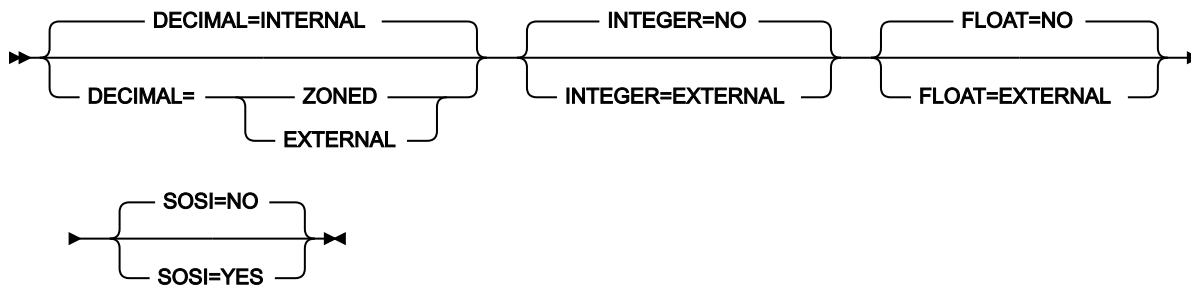 DECIMAL=INTERNAL INTEGER=NO FLOAT=NO
DECIMAL= ZONED INTEGER=EXTERNAL FLOAT=EXTERNAL
EXTERNAL
SOSI=NO
SOSI=YES